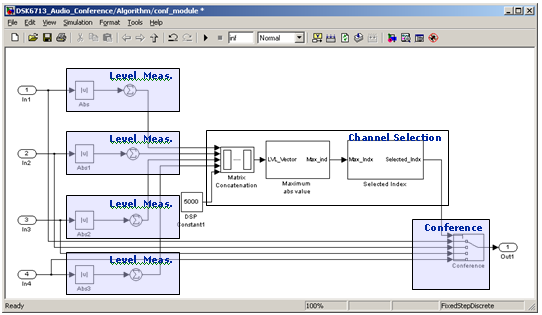 DSK6713_Audio_Conference/Algorithm/conf_module *
File Edit View Simulation Format Tools Help
inf Normal
Level Meas.
1 |u| Abs
In1
Level Meas.
2 |u| Abs1
In2
Channel Selection
Matrix Concatenation
LVL_Vector Max_ind
Maximum abs value
Max_Indx Selected_Indx
Selected Index
Level Meas.
3 |u| Abs2
In3
5000
DSP Constant1
Conference
Conference
1
Out1
Level Meas.
4 |u| Abs3
In4
Ready 100% FixedStepDiscrete